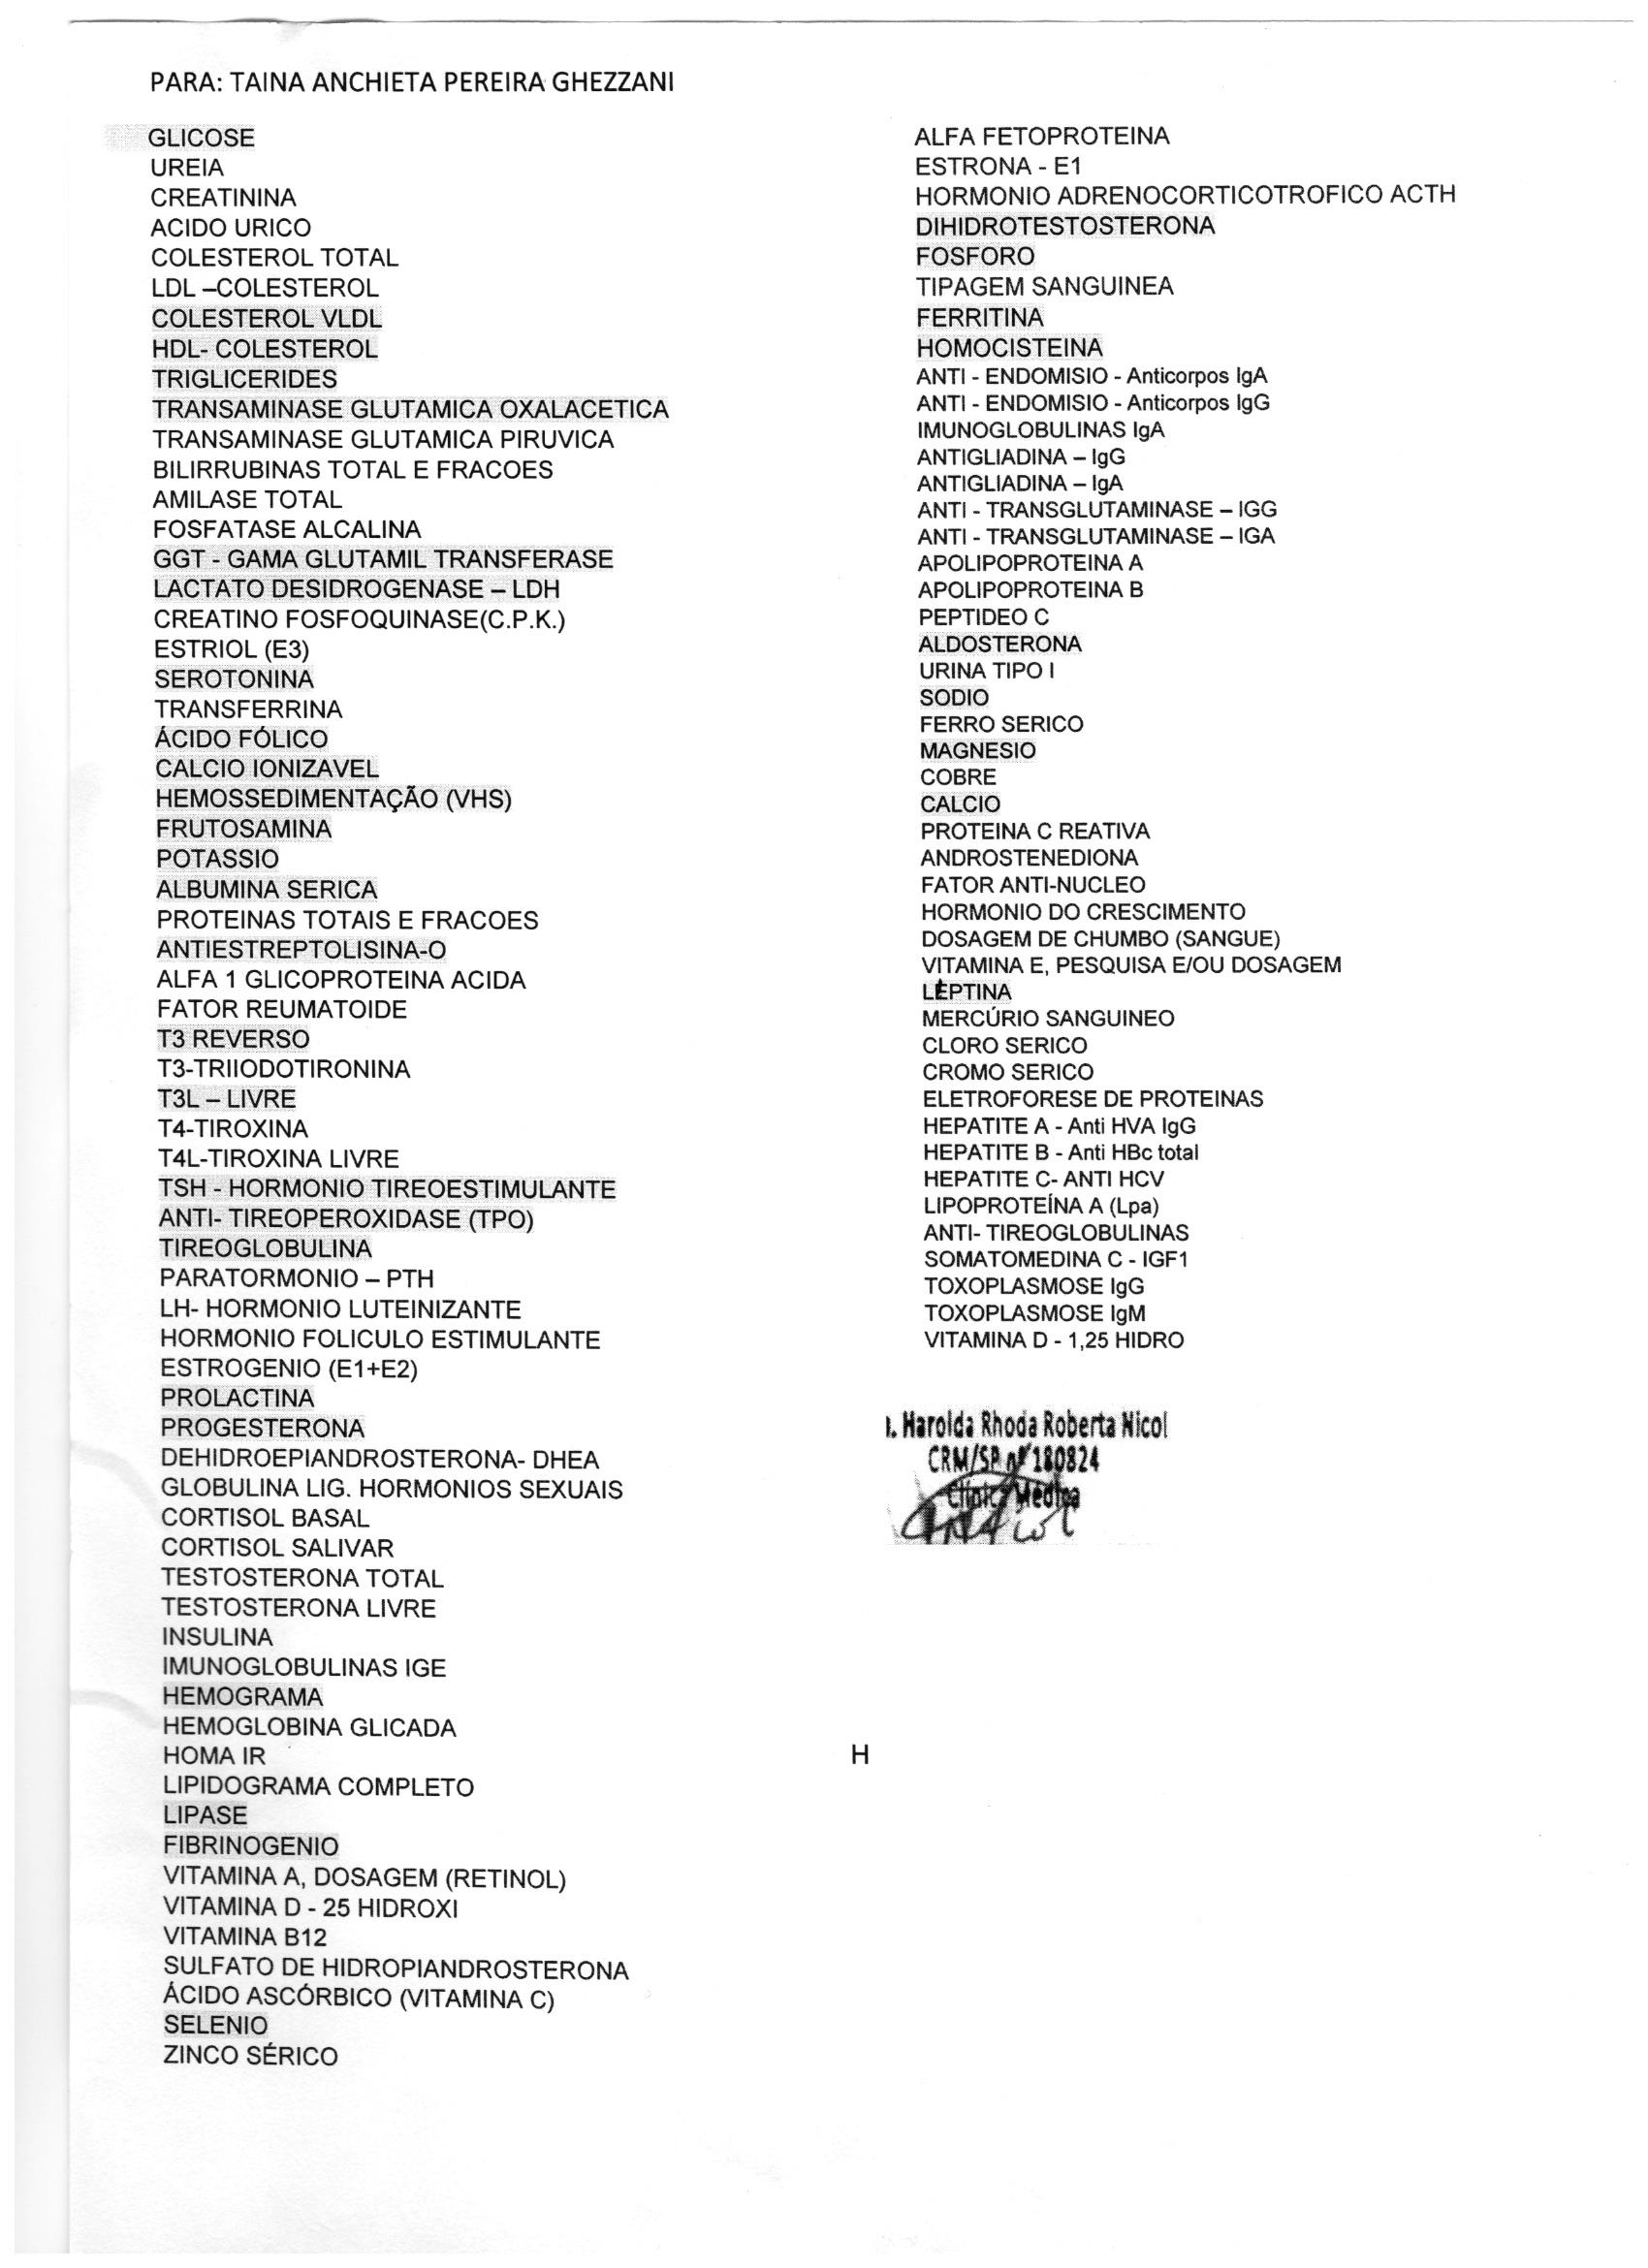 PARA: TAINA ANCHIETA PEREIRA GHEZZANI
GLICOSE
UREIA
CREATININA
ACIDO URICO
COLESTEROL TOTAL
LDL –COLESTEROL
COLESTEROL VLDL
HDL- COLESTEROL
TRIGLICERIDES
TRANSAMINASE GLUTAMICA OXALACETICA
TRANSAMINASE GLUTAMICA PIRUVICA
BILIRRUBINAS TOTAL E FRACOES
AMILASE TOTAL
FOSFATASE ALCALINA
GGT - GAMA GLUTAMIL TRANSFERASE
LACTATO DESIDROGENASE – LDH
CREATINO FOSFOQUINASE(C.P.K.)
ESTRIOL (E3)
SEROTONINA
TRANSFERRINA
ÁCIDO FÓLICO
CALCIO IONIZAVEL
HEMOSSEDIMENTAÇÃO (VHS)
FRUTOSAMINA
POTASSIO
ALBUMINA SERICA
PROTEINAS TOTAIS E FRACOES
ANTIESTREPTOLISINA-O
ALFA 1 GLICOPROTEINA ACIDA
FATOR REUMATOIDE
T3 REVERSO
T3-TRIIODOTIRONINA
T3L – LIVRE
T4-TIROXINA
T4L-TIROXINA LIVRE
TSH - HORMONIO TIREOESTIMULANTE
ANTI- TIREOPEROXIDASE (TPO)
TIREOGLOBULINA
PARATORMONIO – PTH
LH- HORMONIO LUTEINIZANTE
HORMONIO FOLICULO ESTIMULANTE
ESTROGENIO (E1+E2)
PROLACTINA
PROGESTERONA
DEHIDROEPIANDROSTERONA- DHEA
GLOBULINA LIG. HORMONIOS SEXUAIS
CORTISOL BASAL
CORTISOL SALIVAR
TESTOSTERONA TOTAL
TESTOSTERONA LIVRE
INSULINA
IMUNOGLOBULINAS IGE
HEMOGRAMA
HEMOGLOBINA GLICADA
HOMA IR
LIPIDOGRAMA COMPLETO
LIPASE
FIBRINOGENIO
VITAMINA A, DOSAGEM (RETINOL)
VITAMINA D - 25 HIDROXI
VITAMINA B12
SULFATO DE HIDROPIANDROSTERONA
ÁCIDO ASCÓRBICO (VITAMINA C)
SELENIO
ZINCO SÉRICO
ALFA FETOPROTEINA
ESTRONA - E1
HORMONIO ADRENOCORTICOTROFICO ACTH
DIHIDROTESTOSTERONA
FOSFORO
TIPAGEM SANGUINEA
FERRITINA
HOMOCISTEINA
ANTI - ENDOMISIO - Anticorpos IgA
ANTI - ENDOMISIO - Anticorpos IgG
IMUNOGLOBULINAS IgA
ANTIGLIADINA – IgG
ANTIGLIADINA – IgA
ANTI - TRANSGLUTAMINASE – IGG
ANTI - TRANSGLUTAMINASE – IGA
APOLIPOPROTEINA A
APOLIPOPROTEINA B
PEPTIDEO C
ALDOSTERONA
URINA TIPO I
SODIO
FERRO SERICO
MAGNESIO
COBRE
CALCIO
PROTEINA C REATIVA
ANDROSTENEDIONA
FATOR ANTI-NUCLEO
HORMONIO DO CRESCIMENTO
DOSAGEM DE CHUMBO (SANGUE)
VITAMINA E, PESQUISA E/OU DOSAGEM
LEPTINA
MERCÚRIO SANGUINEO
CLORO SERICO
CROMO SERICO
ELETROFORESE DE PROTEINAS
HEPATITE A - Anti HVA IgG
HEPATITE B - Anti HBc total
HEPATITE C- ANTI HCV
LIPOPROTEÍNA A (Lpa)
ANTI- TIREOGLOBULINAS
SOMATOMEDINA C - IGF1
TOXOPLASMOSE IgG
TOXOPLASMOSE IgM
VITAMINA D - 1,25 HIDRO
Harolda Rhoda Roberta Nicol
CRM/SP nº 180824
Clínica Médica
H